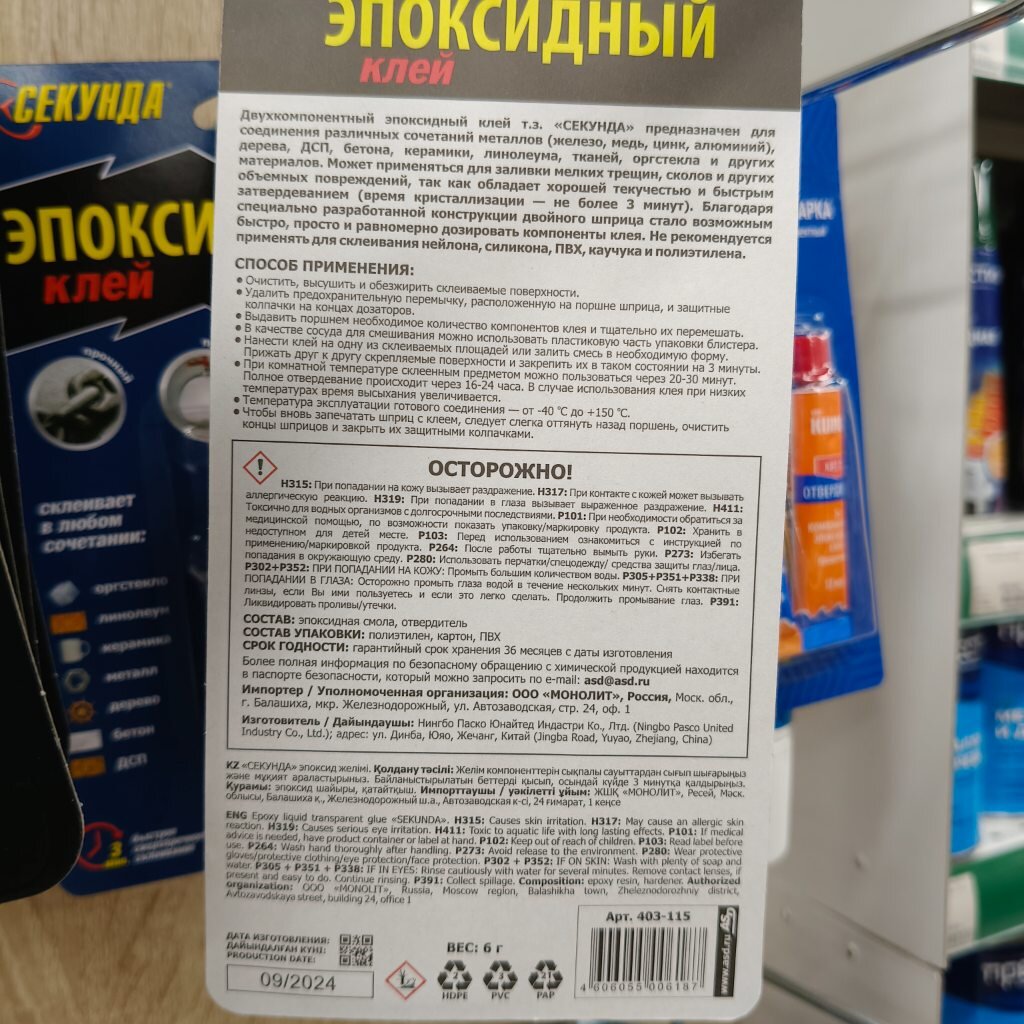 ЭПОКСИДНЫЙ
клей
Двухкомпонентный эпоксидный клей т.з. «СЕКУНДА» предназначен для
соединения различных сочетаний металлов (железо, медь, цинк, алюминий),
дерева, ДСП, бетона, керамики, линолеума, тканей, оргстекла и других
материалов. Может применяться для заливки мелких трещин, сколов и других
объемных повреждений, так как обладает хорошей текучестью и быстрым
затвердеванием (время кристаллизации — не более 3 минут). Благодаря
специально разработанной конструкции двойного шприца стало возможным
быстро, просто и равномерно дозировать компоненты клея. Не рекомендуется
применять для склеивания нейлона, силикона, ПВХ, каучука и полиэтилена.
СПОСОБ ПРИМЕНЕНИЯ:
• Очистить, высушить и обезжирить склеиваемые поверхности.
• Удалить предохранительную перемычку, расположенную на поршне шприца, и защитные
колпачки на концах дозаторов.
• Выдавить поршнем необходимое количество компонентов клея и тщательно их перемешать.
• В качестве сосуда для смешивания можно использовать пластиковую часть упаковки блистера.
• Нанести клей на одну из склеиваемых площадей или залить смесь в необходимую форму.
Прижать друг к другу скрепляемые поверхности и закрепить их в таком состоянии на 3 минуты.
• При комнатной температуре склеенным предметом можно пользоваться через 20-30 минут.
Полное отвердевание происходит через 16-24 часа. В случае использования клея при низких
температурах время высыхания увеличивается.
• Температура эксплуатации готового соединения — от -40 °С до +150 °С.
• Чтобы вновь запечатать шприц с клеем, следует слегка оттянуть назад поршень, очистить
концы шприцов и закрыть их защитными колпачками.
ОСТОРОЖНО!
H315: При попадании на кожу вызывает раздражение. H317: При контакте с кожей может вызывать
аллергическую реакцию. H319: При попадании в глаза вызывает выраженное раздражение. H411:
Токсично для водных организмов с долгосрочными последствиями. P101: При необходимости обратиться за
медицинской помощью, по возможности показать упаковку/маркировку продукта. P102: Хранить в
недоступном для детей месте. P103: Перед использованием ознакомиться с инструкцией по
применению/маркировкой продукта. P264: После работы тщательно вымыть руки. P273: Избегать
попадания в окружающую среду. P280: Использовать перчатки/спецодежду/ средства защиты глаз/лица.
P302+P352: ПРИ ПОПАДАНИИ НА КОЖУ: Промыть большим количеством воды. P305+P351+P338: ПРИ
ПОПАДАНИИ В ГЛАЗА: Осторожно промыть глаза водой в течение нескольких минут. Снять контактные
линзы, если Вы ими пользуетесь и если это легко сделать. Продолжить промывание глаз. P391:
Ликвидировать проливы/утечки.
СОСТАВ: эпоксидная смола, отвердитель
СОСТАВ УПАКОВКИ: полиэтилен, картон, ПВХ
СРОК ГОДНОСТИ: гарантийный срок хранения 36 месяцев с даты изготовления
Более полная информация по безопасному обращению с химической продукцией находится
в паспорте безопасности, который можно запросить по e-mail: asd@asd.ru
Импортер / Уполномоченная организация: ООО «МОНОЛИТ», Россия, Моск. обл.,
г. Балашиха, мкр. Железнодорожный, ул. Автозаводская, стр. 24, оф. 1
Изготовитель / Дайындаушы: Нингбо Паско Юнайтед Индастри Ко., Лтд. (Ningbo Pasco United
Industry Co., Ltd.); адрес: ул. Динба, Юяо, Жечанг, Китай (Jingba Road, Yuyao, Zhejiang, China)
KZ «СЕКУНДА» эпоксид желімі. Қолдану тәсілі: Желім компоненттерін сықпалы сауыттардан сығып шығарыңыз
және мұқият араластырыңыз. Байланыстырылатын беттерді қысып, осындай күйде 3 минутқа қалдырыңыз.
Құрамы: эпоксид шайыры, қатайтқыш. Импорттаушы / уәкілетті ұйым: ЖШҚ «МОНОЛИТ», Ресей, Мәск.
облысы, Балашиха қ., Железнодорожный ш.а., Автозаводская к-сі, 24 ғимарат, 1 кеңсе
ENG Epoxy liquid transparent glue «SEKUNDA». H315: Causes skin irritation. H317: May cause an allergic skin
reaction. H319: Causes serious eye irritation. H411: Toxic to aquatic life with long lasting effects. P101: If medical
advice is needed, have product container or label at hand. P102: Keep out of reach of children. P103: Read label before
use. P264: Wash hand thoroughly after handling. P273: Avoid release to the environment. P280: Wear protective
gloves/protective clothing/eye protection/face protection. P302 + P352: IF ON SKIN: Wash with plenty of soap and
water. P305 + P351 + P338: IF IN EYES: Rinse cautiously with water for several minutes. Remove contact lenses, if
present and easy to do. Continue rinsing. P391: Collect spillage. Composition: epoxy resin, hardener. Authorized
organization: ООО «MONOLIT», Russia, Moscow region, Balashikha town, Zheleznodorozhniy district,
Avtozavodskaya street, building 24, office 1
ДАТА ИЗГОТОВЛЕНИЯ:
ДАЙЫНДАЛҒАН КҮНІ:
PRODUCTION DATE:
09/2024
ВЕС: 6 г
2
HDPE
3
PVC
21
PAP
Арт. 403-115
4 606055 006187
www.asd.ru ASD
СЕКУНДА
ЭПОКСИ
клей
прочный
склеивает
в любом
сочетании:
оргстекло
линолеум
керамика
металл
дерево
бетон
ДСП
3
АРКА
ОТВЕРС